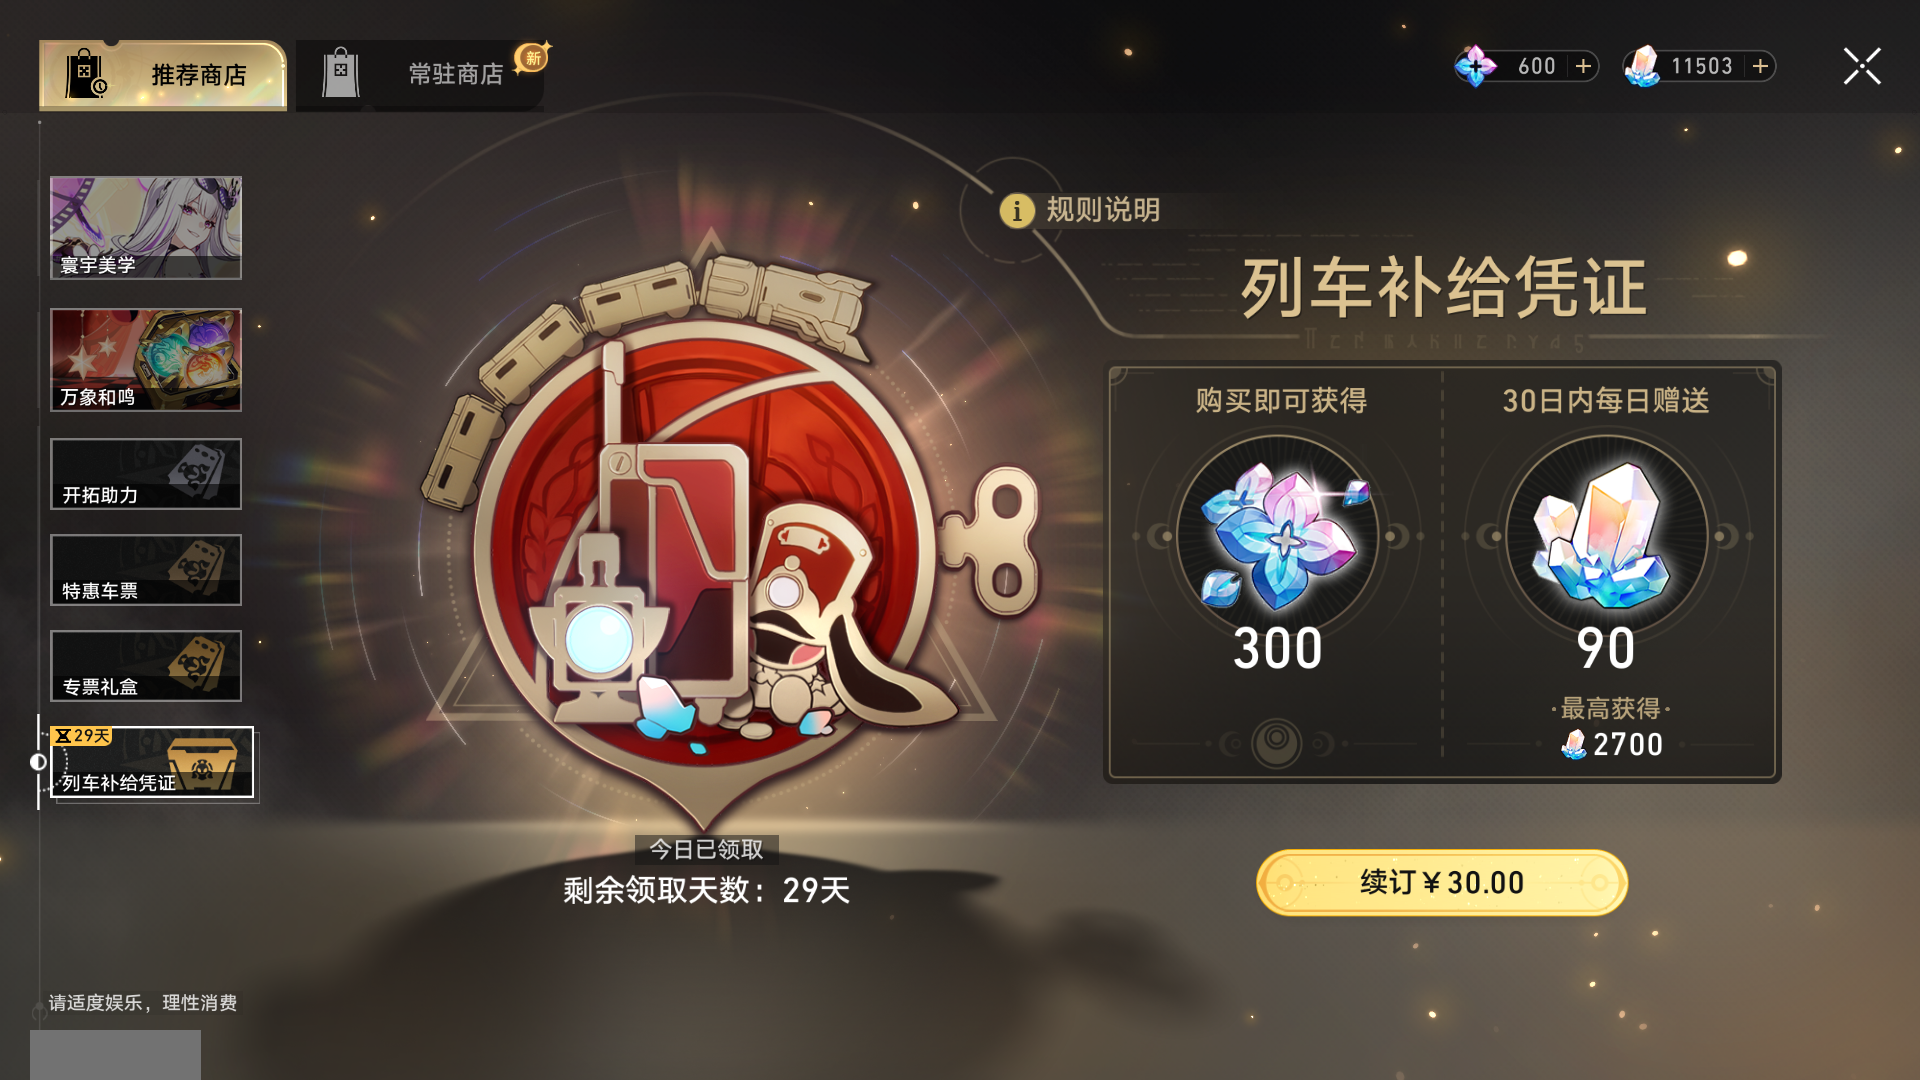 推荐商店
常驻商店
新
600
11503
寰宇美学
万象和鸣
开拓助力
特惠车票
专票礼盒
29天
列车补给凭证
规则说明
列车补给凭证
购买即可获得
30日内每日赠送
300
90
·最高获得·
2700
今日已领取
剩余领取天数：29天
续订￥30.00
请适度娱乐，理性消费